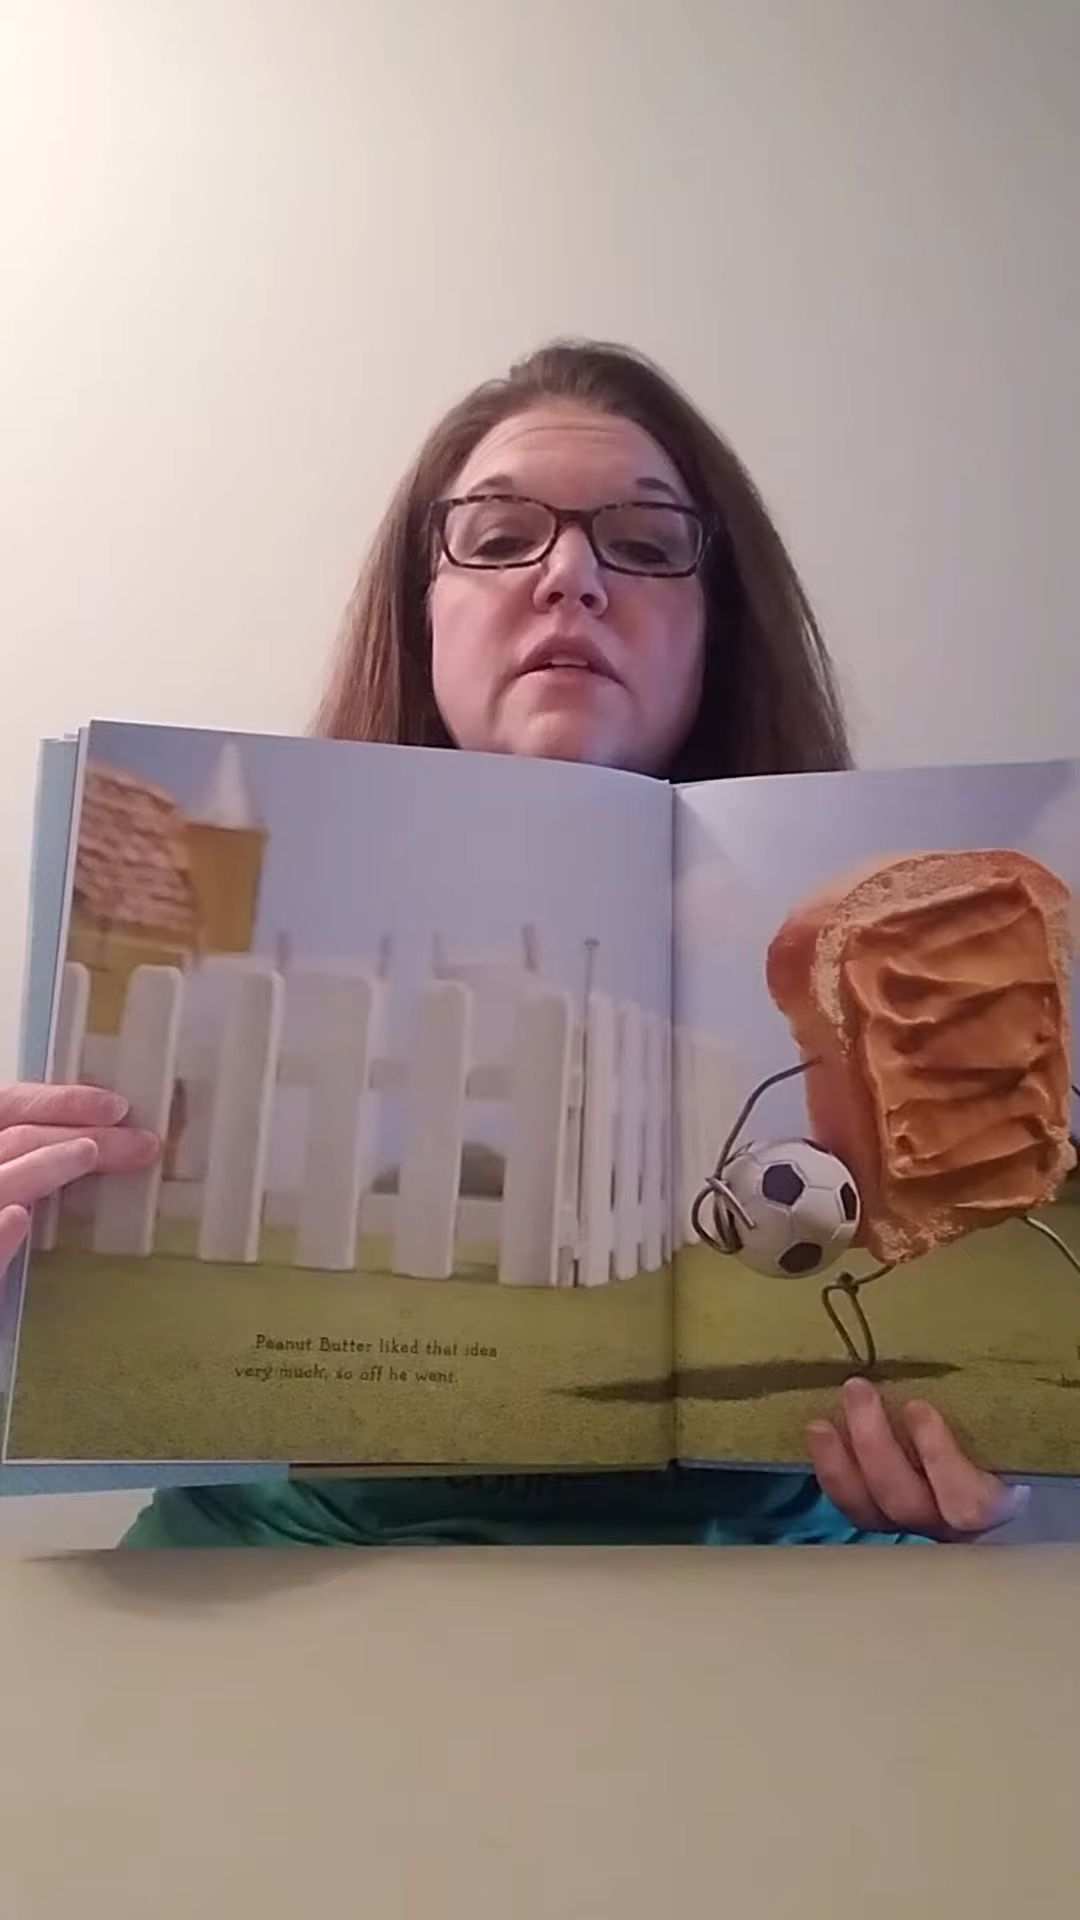 Peanut Butter liked that idea
very much, so off he went.